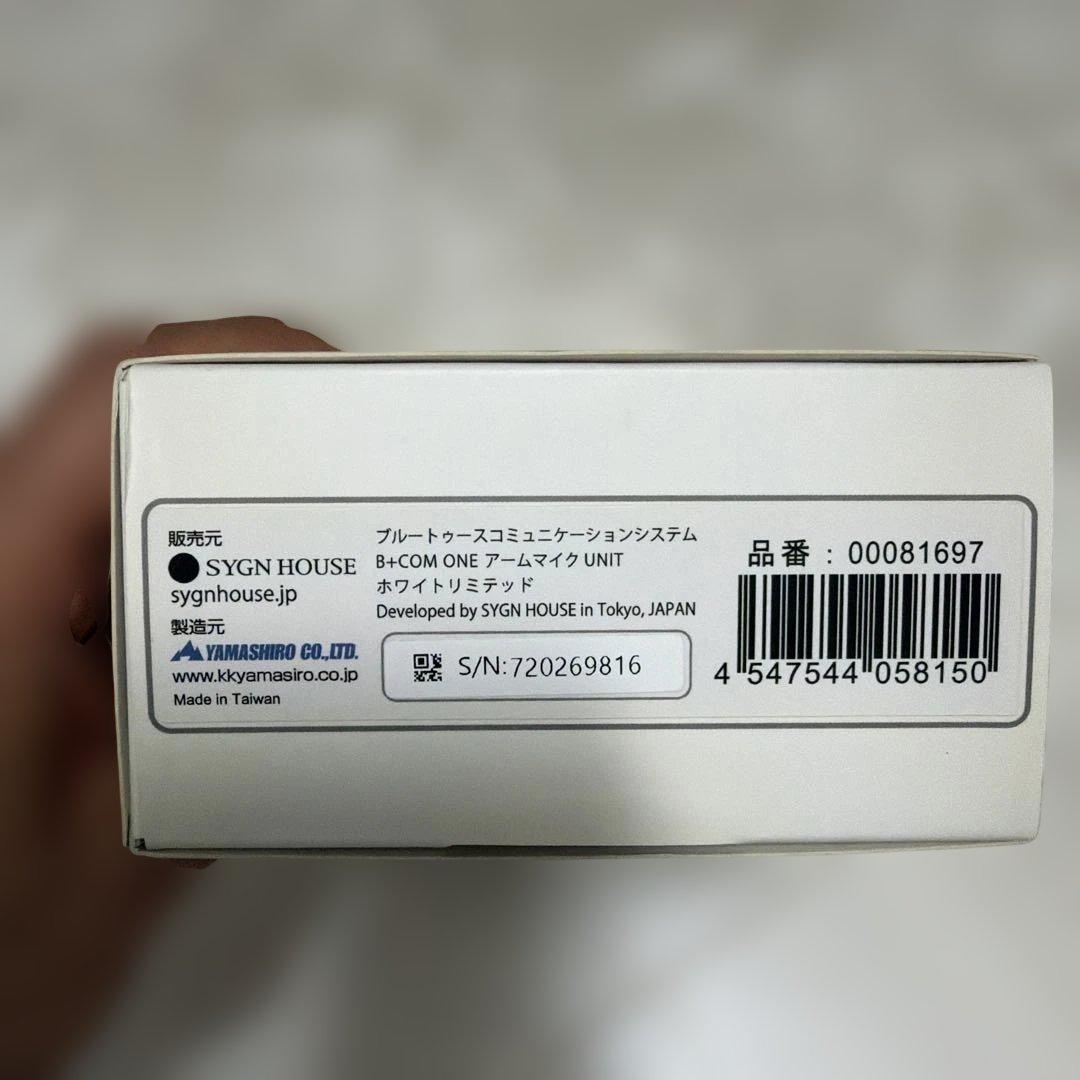 販売元
SYGN HOUSE
sygnhouse.jp
製造元
YAMASHIRO CO.,LTD.
www.kkyamasiro.co.jp
Made in Taiwan
ブルートゥースコミュニケーションシステム
B+COM ONE アームマイク UNIT
ホワイトリミテッド
Developed by SYGN HOUSE in Tokyo, JAPAN
S/N:720269816
品番 : 00081697
4 547544 058150